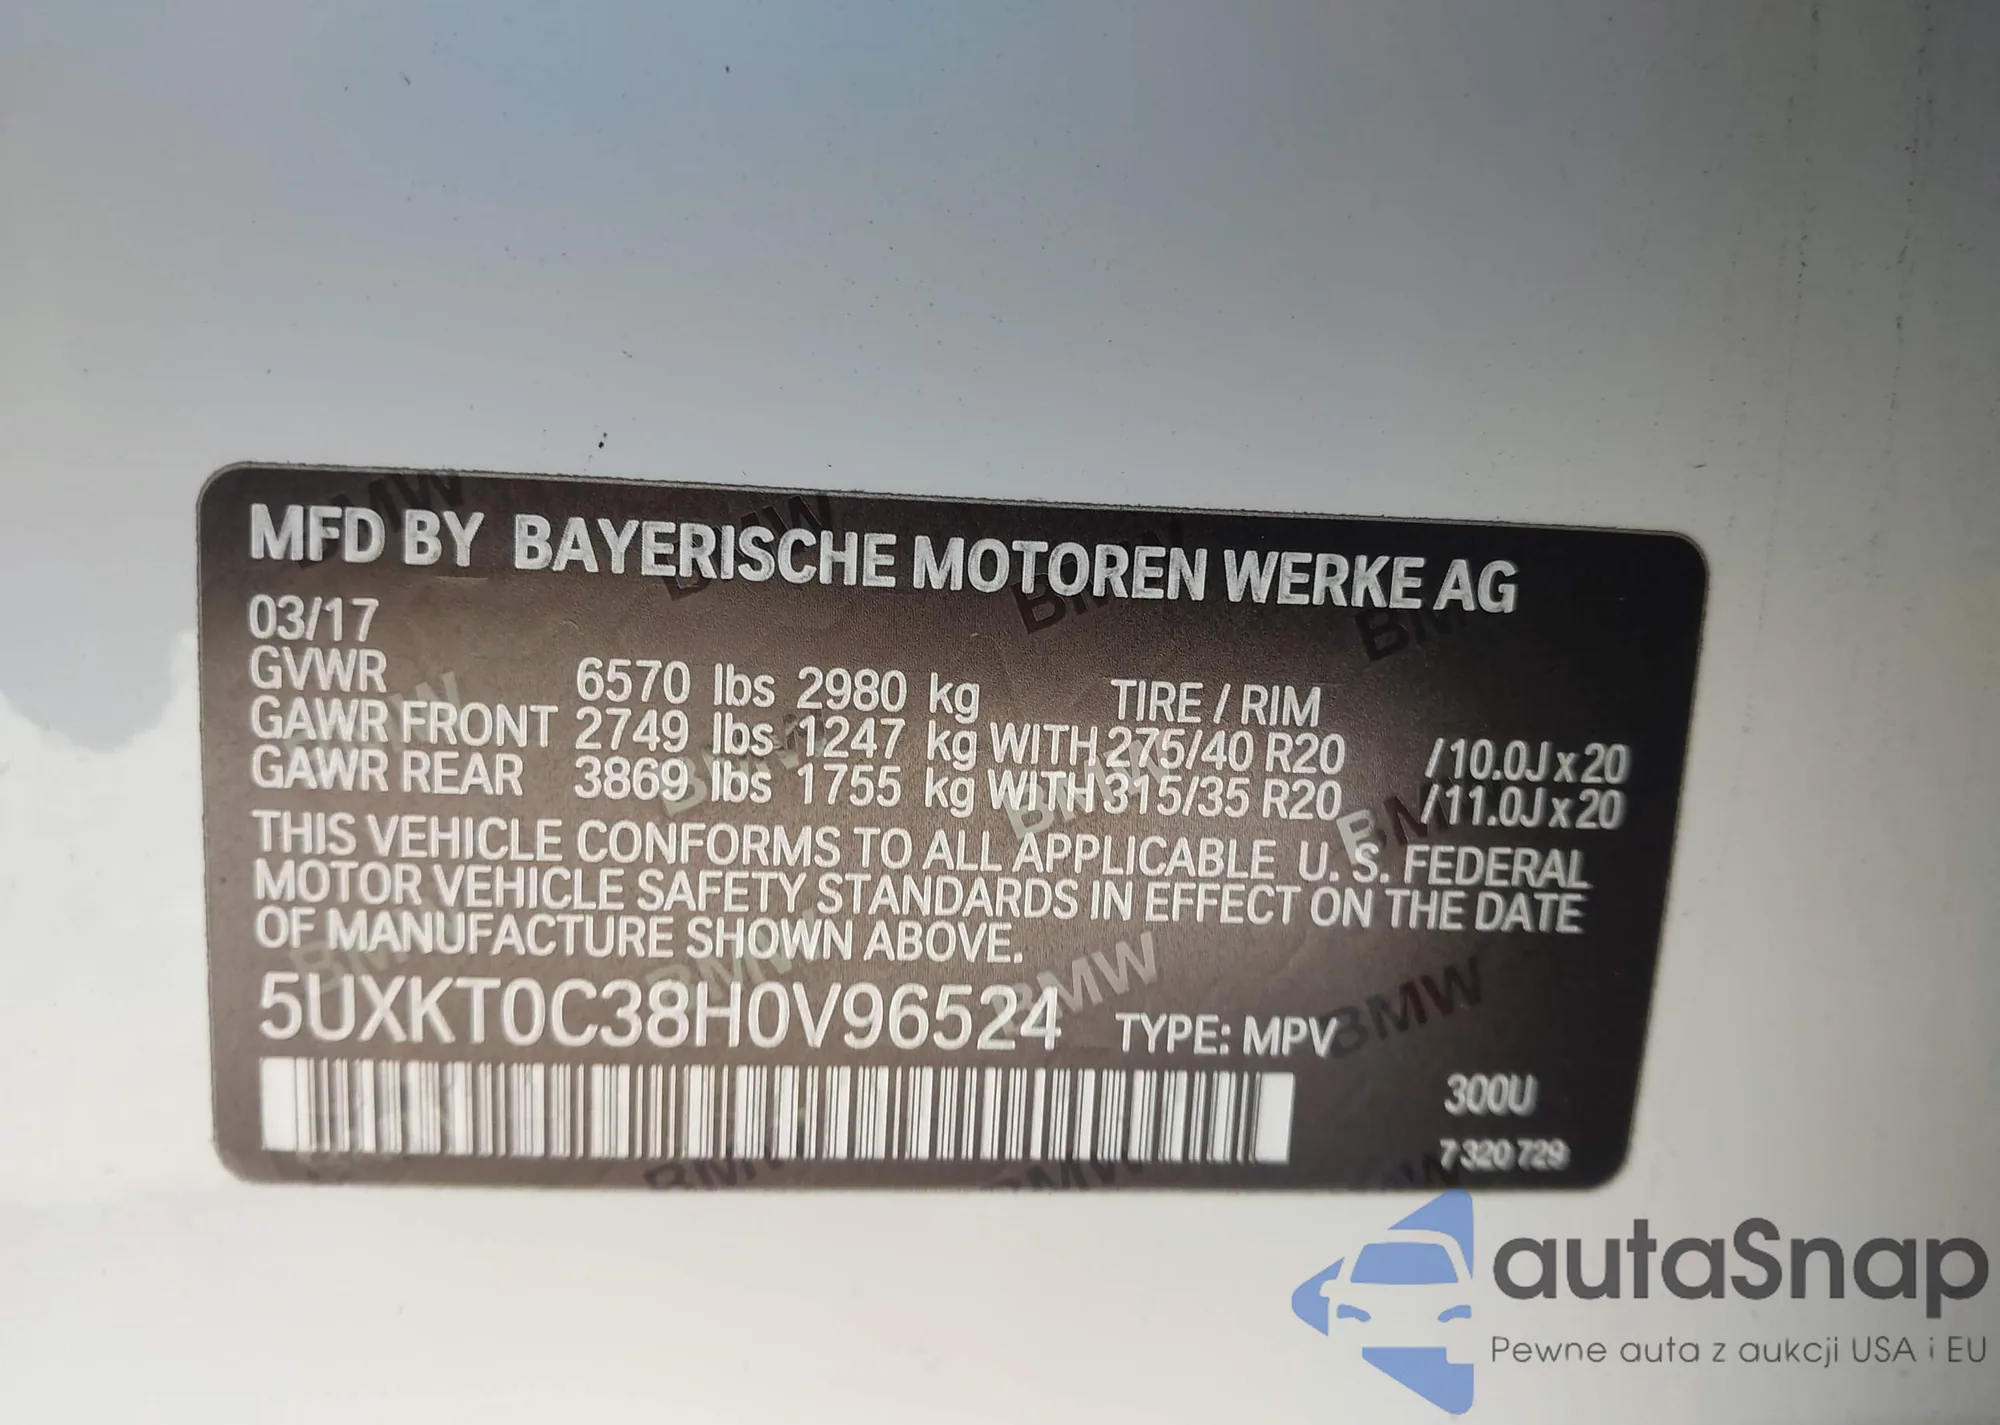 MFD BY BAYERISCHE MOTOREN WERKE AG
03/17
GVWR 6570 lbs 2980 kg TIRE / RIM
GAWR FRONT 2749 lbs 1247 kg WITH 275/40 R20 /10.0J x 20
GAWR REAR 3869 lbs 1755 kg WITH 315/35 R20 /11.0J x 20
THIS VEHICLE CONFORMS TO ALL APPLICABLE U. S. FEDERAL
MOTOR VEHICLE SAFETY STANDARDS IN EFFECT ON THE DATE
OF MANUFACTURE SHOWN ABOVE.
5UXKT0C38H0V96524 TYPE: MPV
300U
7 320 729
autaSnap
Pewne auta z aukcji USA i EU